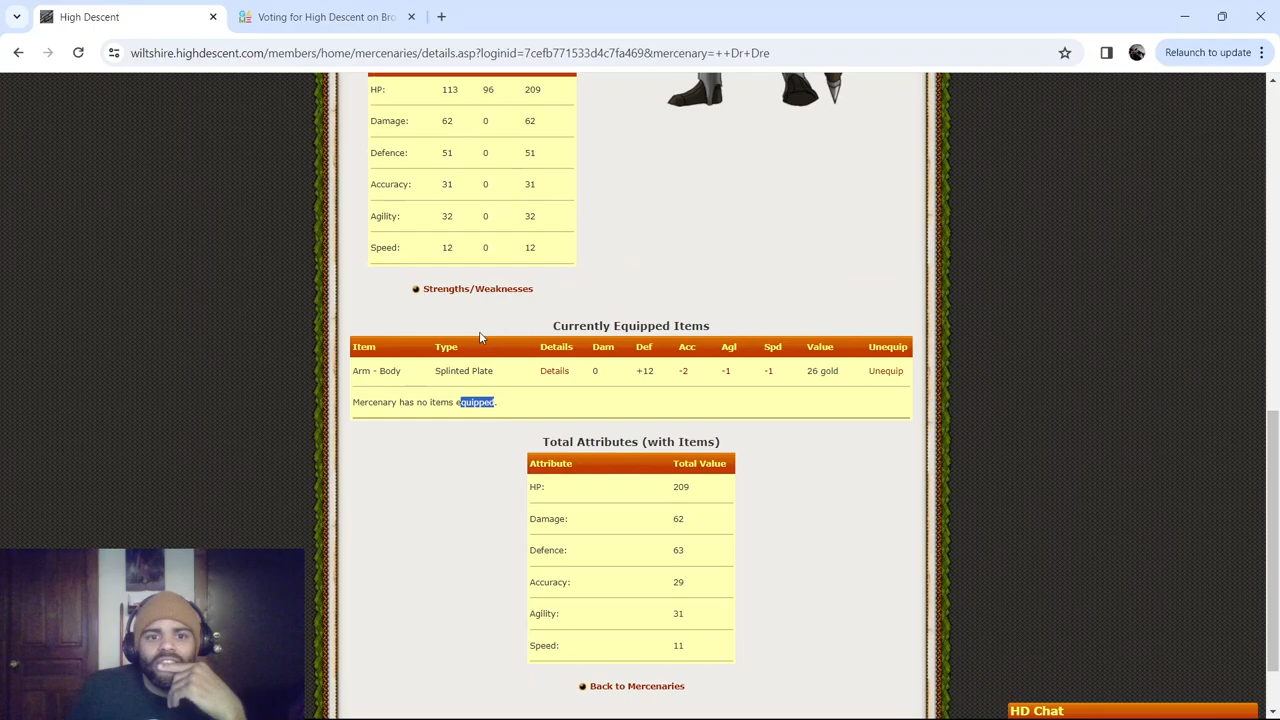 High Descent
Voting for High Descent on Bro
wiltshire.highdescent.com/members/home/mercenaries/details.asp?loginid=7cefb771533d4c7fa469&mercenary=++Dr+Dre
Relaunch to update
HP: 113 96 209
Damage: 62 0 62
Defence: 51 0 51
Accuracy: 31 0 31
Agility: 32 0 32
Speed: 12 0 12
Strengths/Weaknesses
Currently Equipped Items
Item Type Details Dam Def Acc Agl Spd Value Unequip
Arm - Body Splinted Plate Details 0 +12 -2 -1 -1 26 gold Unequip
Mercenary has no items equipped.
Total Attributes (with Items)
Attribute Total Value
HP: 209
Damage: 62
Defence: 63
Accuracy: 29
Agility: 31
Speed: 11
Back to Mercenaries
HD Chat